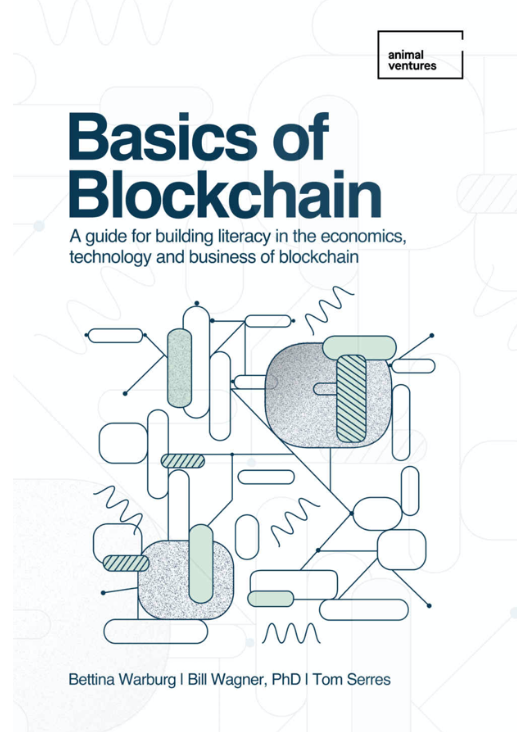 animal
ventures
Basics of
Blockchain
A guide for building literacy in the economics,
technology and business of blockchain
Bettina Warburg | Bill Wagner, PhD | Tom Serres